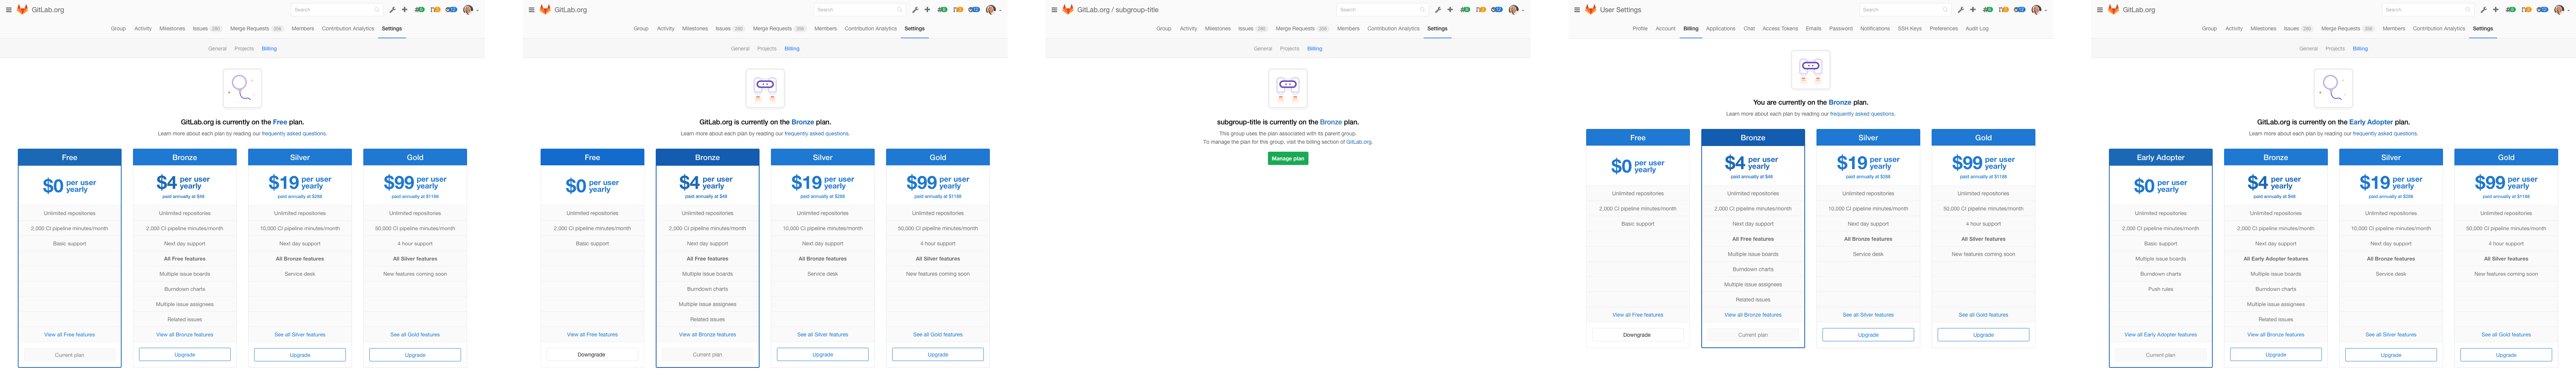 GitLab.org
Search
Group Activity Milestones Issues Merge Requests Members Contribution Analytics Settings
General Projects Billing
GitLab.org is currently on the Free plan.
Learn more about each plan by reading our frequently asked questions.
Free Bronze Silver Gold
$0 per user yearly
$4 per user yearly
paid annually at $48
$19 per user yearly
paid annually at $288
$99 per user yearly
paid annually at $1188
Unlimited repositories Unlimited repositories Unlimited repositories Unlimited repositories
2,000 CI pipeline minutes/month 2,000 CI pipeline minutes/month 10,000 CI pipeline minutes/month 50,000 CI pipeline minutes/month
Basic support Next day support Next day support 4 hour support
All Free features All Bronze features All Silver features
Multiple issue boards Service desk New features coming soon
Burndown charts
Multiple issue assignees
Related issues
View all Free features View all Bronze features See all Silver features See all Gold features
Current plan Upgrade Upgrade Upgrade
GitLab.org
Search
Group Activity Milestones Issues Merge Requests Members Contribution Analytics Settings
General Projects Billing
GitLab.org is currently on the Bronze plan.
Learn more about each plan by reading our frequently asked questions.
Free Bronze Silver Gold
$0 per user yearly
$4 per user yearly
paid annually at $48
$19 per user yearly
paid annually at $288
$99 per user yearly
paid annually at $1188
Unlimited repositories Unlimited repositories Unlimited repositories Unlimited repositories
2,000 CI pipeline minutes/month 2,000 CI pipeline minutes/month 10,000 CI pipeline minutes/month 50,000 CI pipeline minutes/month
Basic support Next day support Next day support 4 hour support
All Free features All Bronze features All Silver features
Multiple issue boards Service desk New features coming soon
Burndown charts
Multiple issue assignees
Related issues
View all Free features View all Bronze features See all Silver features See all Gold features
Downgrade Current plan Upgrade Upgrade
GitLab.org / subgroup-title
Search
Group Activity Milestones Issues Merge Requests Members Contribution Analytics Settings
General Projects Billing
subgroup-title is currently on the Bronze plan.
This group uses the plan associated with its parent group.
To manage the plan for this group, visit the billing section of GitLab.org.
Manage plan
User Settings
Search
Profile Account Billing Applications Chat Access Tokens Emails Password Notifications SSH Keys Preferences Audit Log
You are currently on the Bronze plan.
Learn more about each plan by reading our frequently asked questions.
Free Bronze Silver Gold
$0 per user yearly
$4 per user yearly
paid annually at $48
$19 per user yearly
paid annually at $288
$99 per user yearly
paid annually at $1188
Unlimited repositories Unlimited repositories Unlimited repositories Unlimited repositories
2,000 CI pipeline minutes/month 2,000 CI pipeline minutes/month 10,000 CI pipeline minutes/month 50,000 CI pipeline minutes/month
Basic support Next day support Next day support 4 hour support
All Free features All Bronze features All Silver features
Multiple issue boards Service desk New features coming soon
Burndown charts
Multiple issue assignees
Related issues
View all Free features View all Bronze features See all Silver features See all Gold features
Downgrade Current plan Upgrade Upgrade
GitLab.org
Search
Group Activity Milestones Issues Merge Requests Members Contribution Analytics Settings
General Projects Billing
GitLab.org is currently on the Early Adopter plan.
Learn more about each plan by reading our frequently asked questions.
Early Adopter Bronze Silver Gold
$0 per user yearly
$4 per user yearly
paid annually at $48
$19 per user yearly
paid annually at $288
$99 per user yearly
paid annually at $1188
Unlimited repositories Unlimited repositories Unlimited repositories Unlimited repositories
2,000 CI pipeline minutes/month 2,000 CI pipeline minutes/month 10,000 CI pipeline minutes/month 50,000 CI pipeline minutes/month
Basic support Next day support Next day support 4 hour support
Multiple issue boards All Early Adopter features All Bronze features All Silver features
Burndown charts Multiple issue boards Service desk New features coming soon
Push rules Burndown charts
Multiple issue assignees
Related issues
View all Early Adopter features View all Bronze features See all Silver features See all Gold features
Current plan Upgrade Upgrade Upgrade